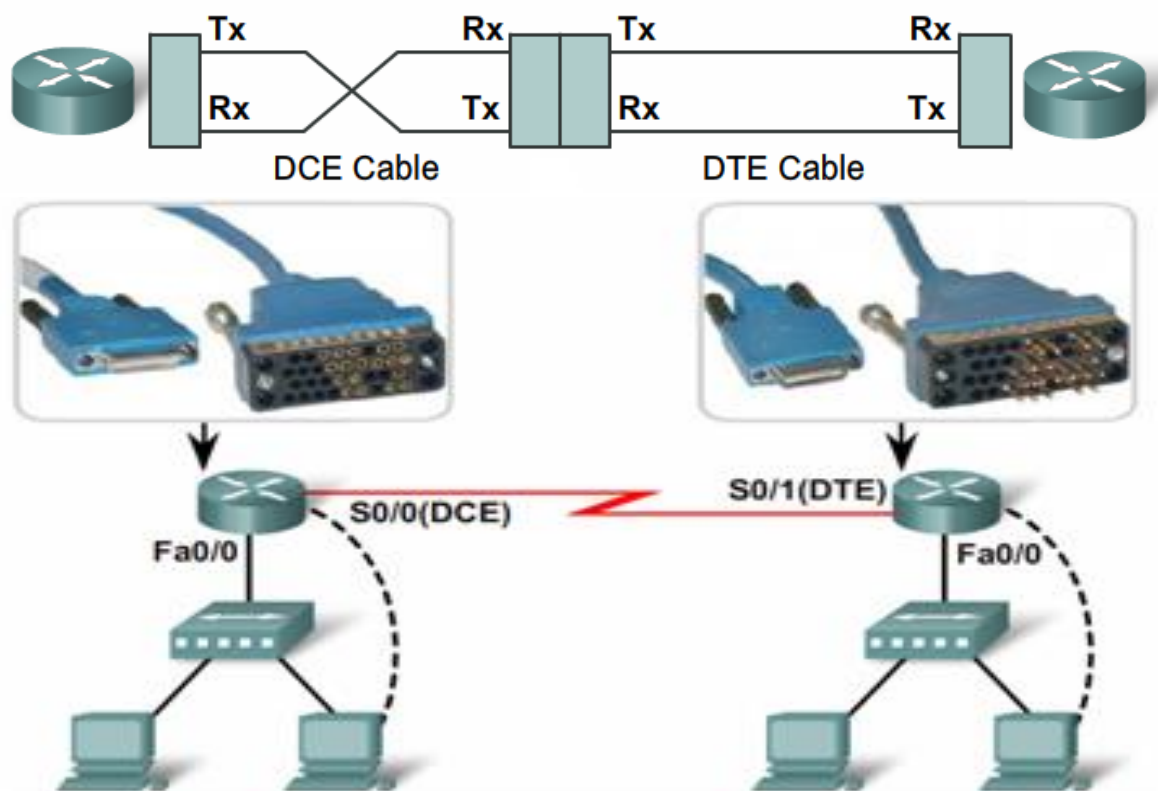 Tx Rx Tx Rx
Rx Tx Rx Tx
DCE Cable DTE Cable
S0/0(DCE) S0/1(DTE)
Fa0/0 Fa0/0